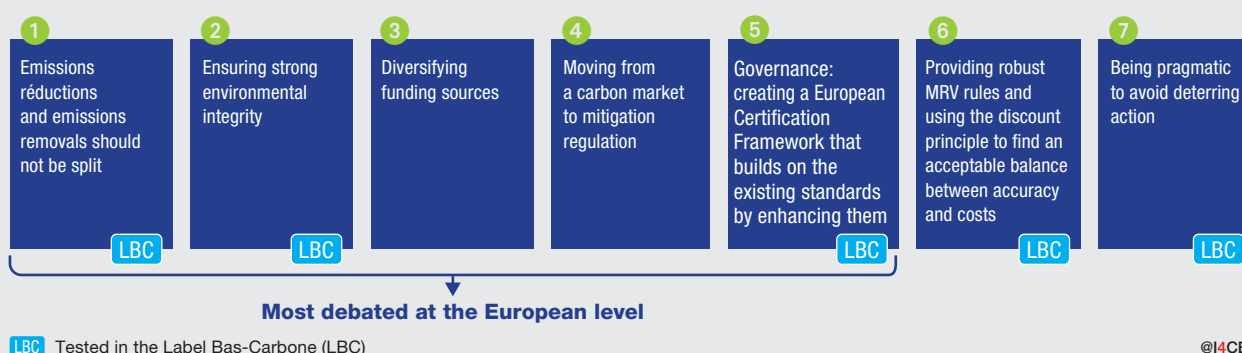 1
Emissions
réductions
and emissions
removals should
not be split
LBC
2
Ensuring strong
environmental
integrity
LBC
3
Diversifying
funding sources
4
Moving from
a carbon market
to mitigation
regulation
5
Governance:
creating a European
Certification
Framework that
builds on the
existing standards
by enhancing them
LBC
6
Providing robust
MRV rules and
using the discount
principle to find an
acceptable balance
between accuracy
and costs
LBC
7
Being pragmatic
to avoid deterring
action
LBC
Most debated at the European level
LBC Tested in the Label Bas-Carbone (LBC)
@I4CE